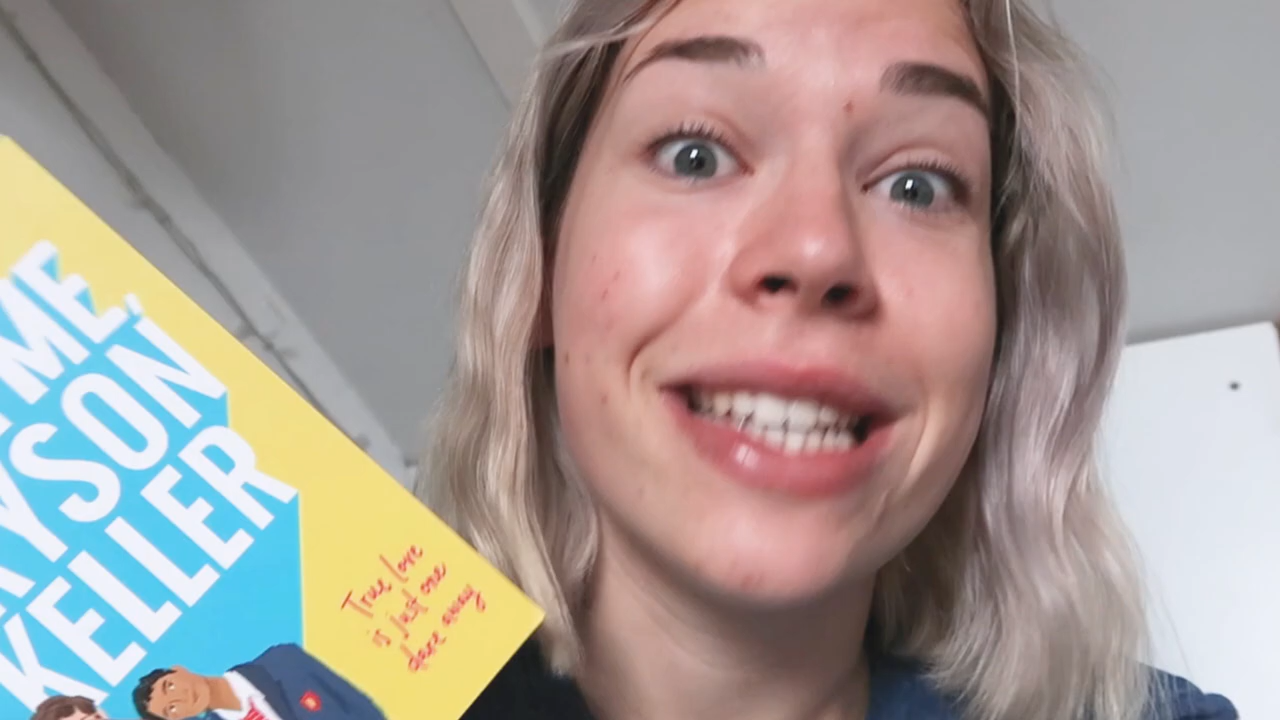 ME,
YSON
KELLER
True love
is just one
dare away